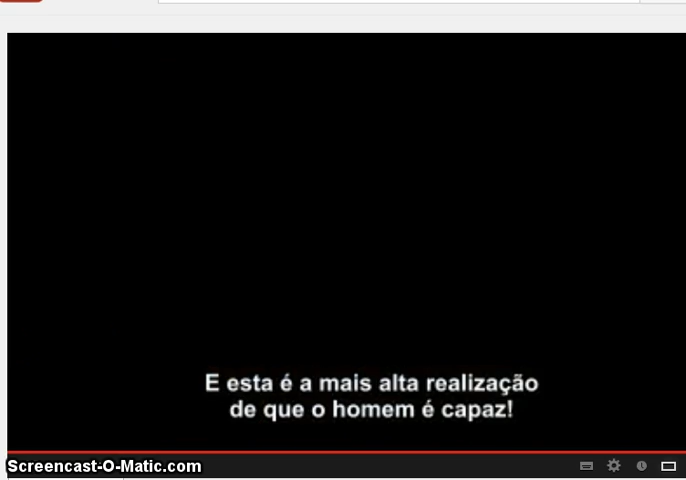 E esta é a mais alta realização
de que o homem é capaz!
Screencast-O-Matic.com